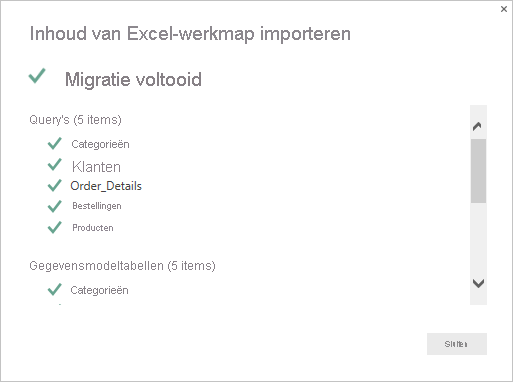 Inhoud van Excel-werkmap importeren
Migratie voltooid
Query's (5 items)
Categorieën
Klanten
Order_Details
Bestellingen
Producten
Gegevensmodeltabellen (5 items)
Categorieën
Sluiten